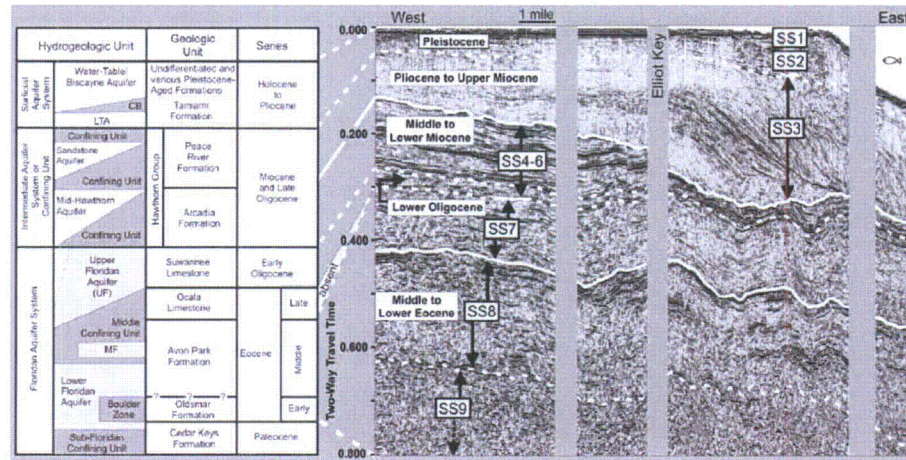 Hydrogeologic Unit
Geologic
Unit
Series
Surficial
Aquifer
System
Water-Table/
Biscayne Aquifer
CB
LTA
Undifferentiated and
various Pleistocene-
Aged Formations
Tamiami
Formation
Holocene
to
Pliocene
Intermediate Aquifer
System or
Confining Unit
Confining Unit
Sandstone
Aquifer
Confining Unit
Mid-Hawthorn
Aquifer
Confining Unit
Hawthorn Group
Peace
River
Formation
Arcadia
Formation
Miocene
and Late
Oligocene
Floridan Aquifer System
Upper
Floridan
Aquifer
(UF)
Middle
Confining Unit
MF
Lower
Floridan
Aquifer
Boulder
Zone
Sub-Floridan
Confining Unit
Suwannee
Limestone
Ocala
Limestone
Avon Park
Formation
? ? ?
Oldsmar
Formation
Cedar Keys
Formation
Early
Oligocene
Eocene
Late
Middle
Early
Paleocene
absent
Two-Way Travel Time
0.000
0.200
0.400
0.600
0.800
West
1 mile
East
Elliot Key
Pleistocene
Pliocene to Upper Miocene
Middle to
Lower Miocene
Lower Oligocene
Middle to
Lower Eocene
SS1
SS2
SS3
SS4-6
SS7
SS8
SS9